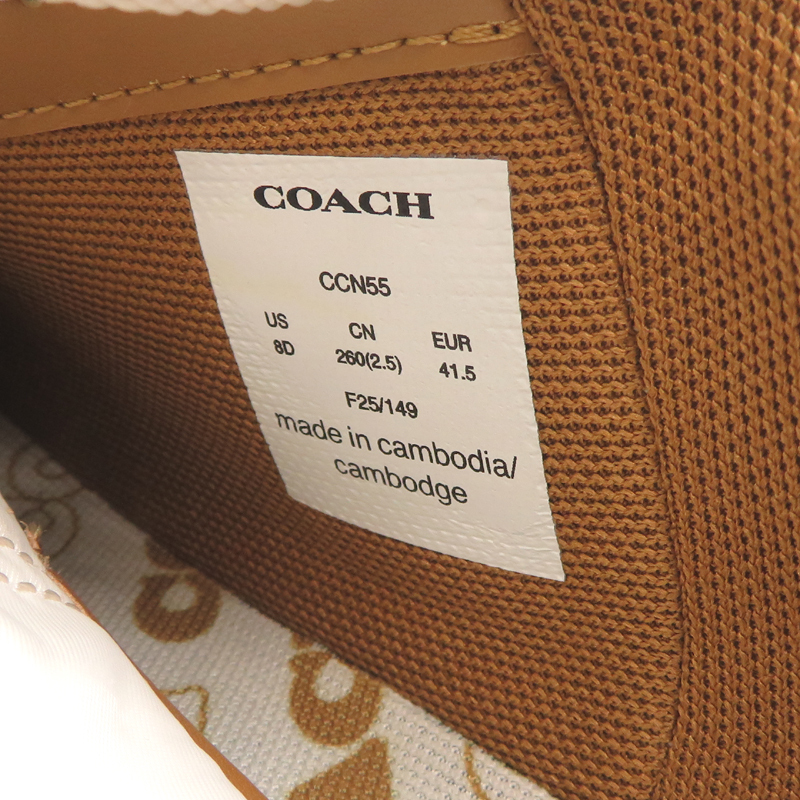 COACH
CCN55
US CN EUR
8D 260(2.5) 41.5
F25/149
made in cambodia/
cambodge